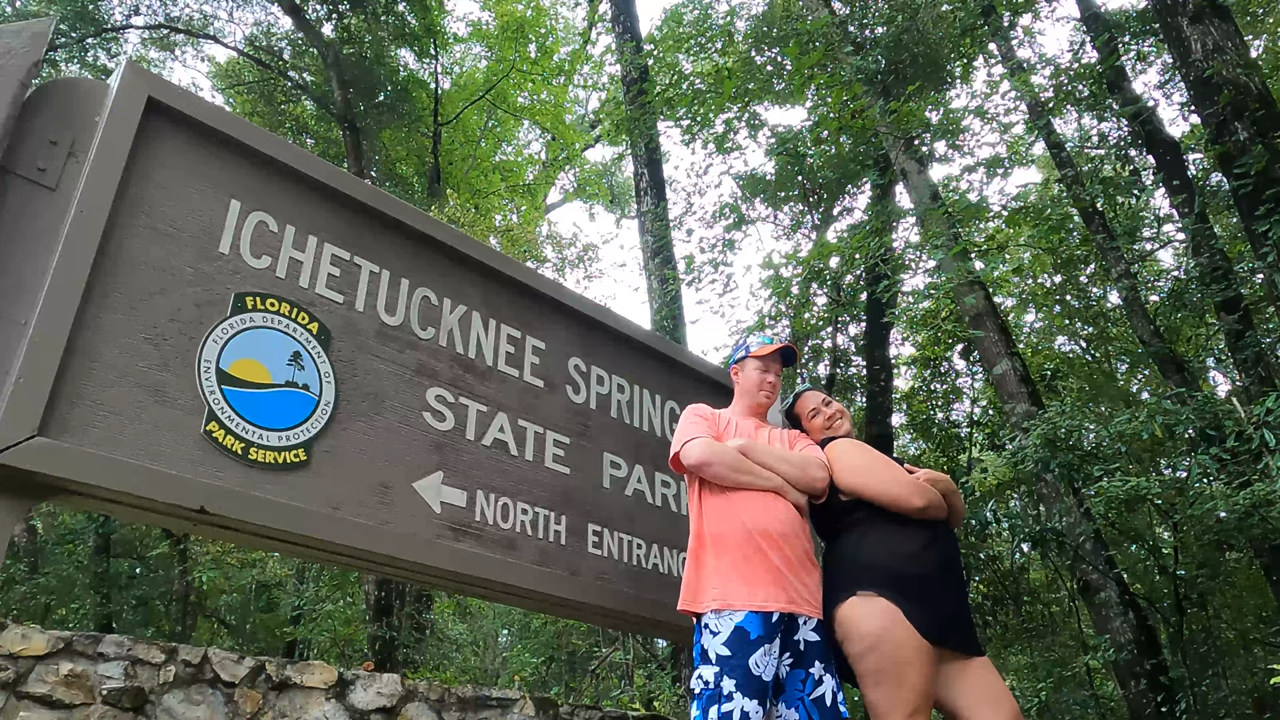 ICHETUCKNEE SPRING
STATE PARK
NORTH ENTRANC
FLORIDA
FLORIDA DEPARTMENT OF
ENVIRONMENTAL PROTECTION
PARK SERVICE